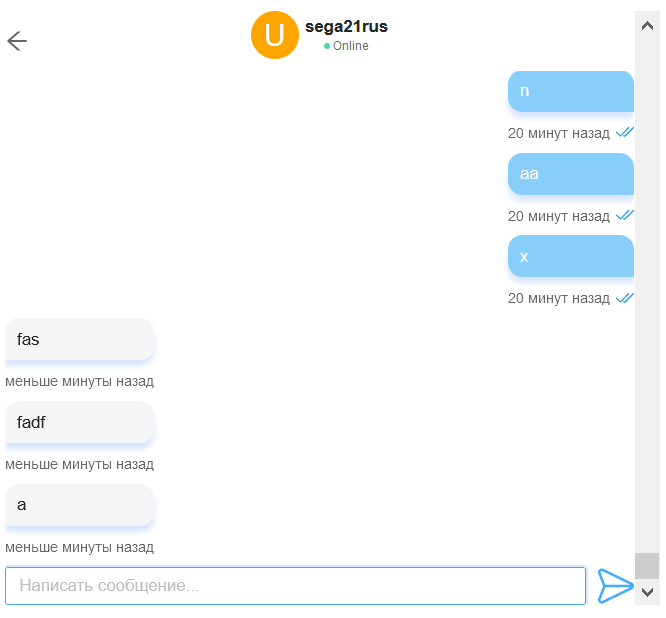 U
sega21rus
Online
n
20 минут назад
aa
20 минут назад
x
20 минут назад
fas
меньше минуты назад
fadf
меньше минуты назад
a
меньше минуты назад
Написать сообщение...